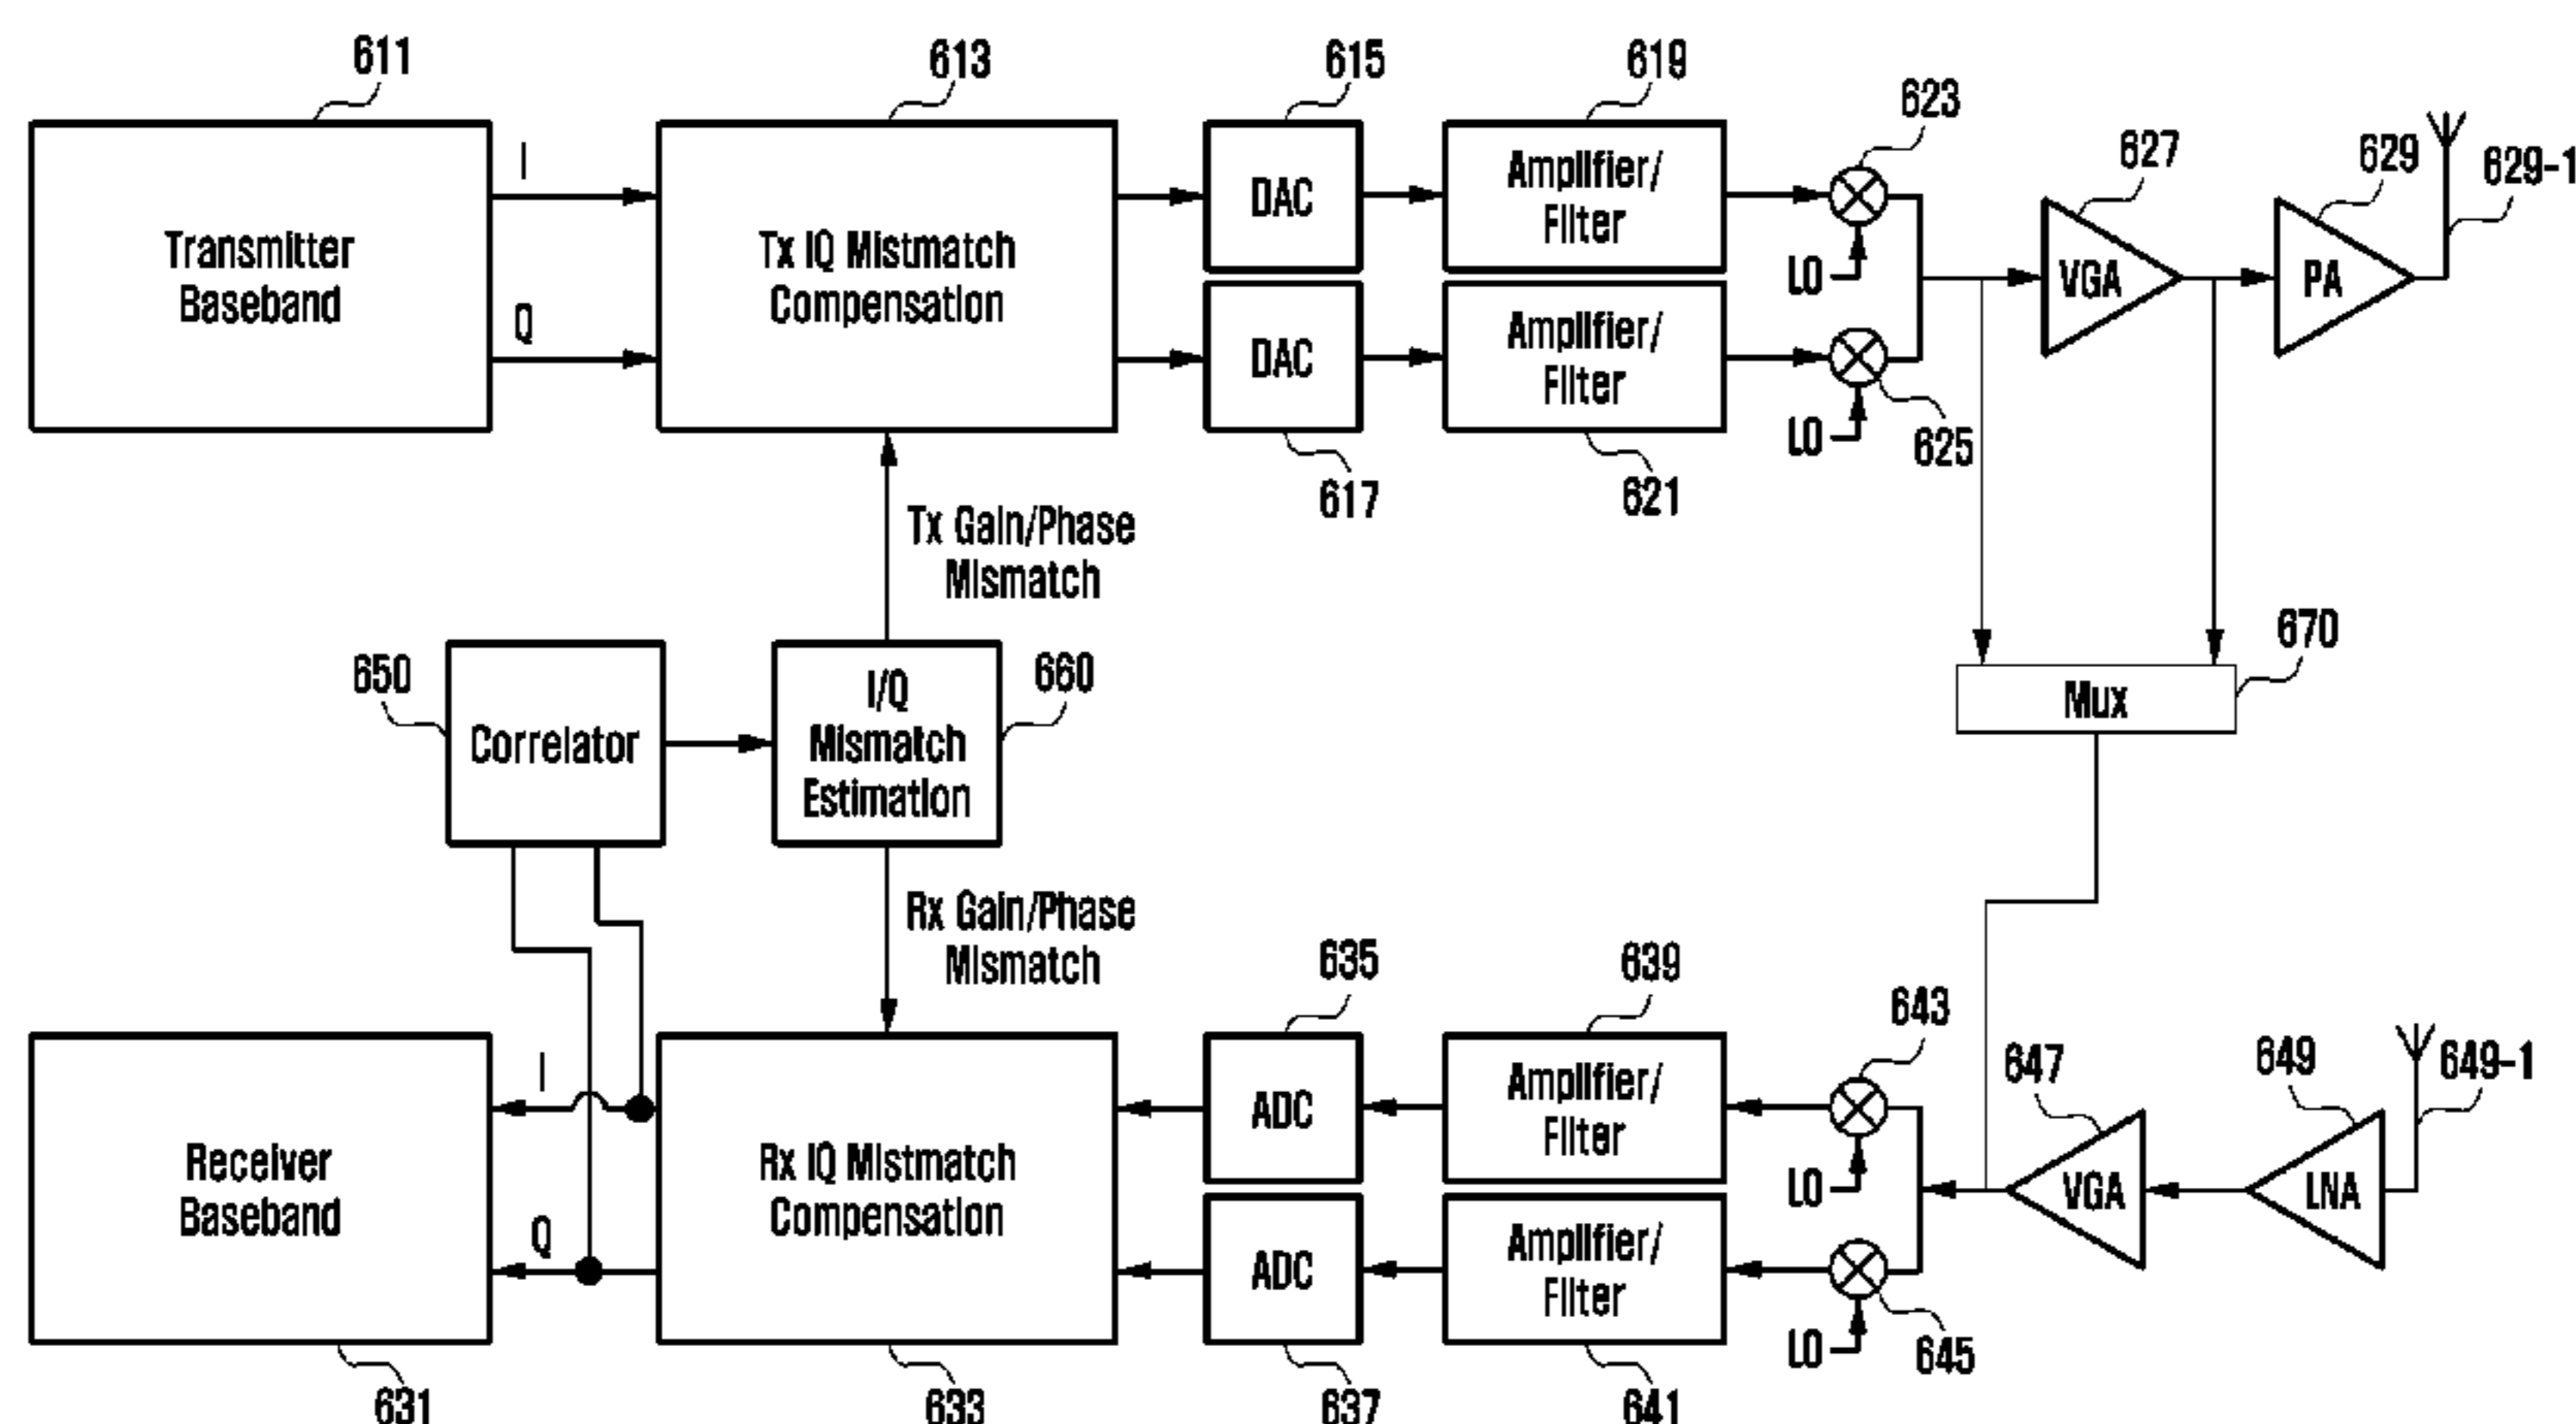 611
613
615
619
623
627
629
629-1
Transmitter
Baseband
I
Q
Tx IQ Mistmatch
Compensation
DAC
DAC
Amplifier/
Filter
Amplifier/
Filter
LO
LO
VGA
PA
617
621
625
Tx Gain/Phase
Mismatch
650
Correlator
I/Q
Mismatch
Estimation
660
670
Mux
Rx Gain/Phase
Mismatch
635
639
643
647
649
649-1
Receiver
Baseband
I
Q
Rx IQ Mistmatch
Compensation
ADC
ADC
Amplifier/
Filter
Amplifier/
Filter
LO
LO
VGA
LNA
631
633
637
641
645